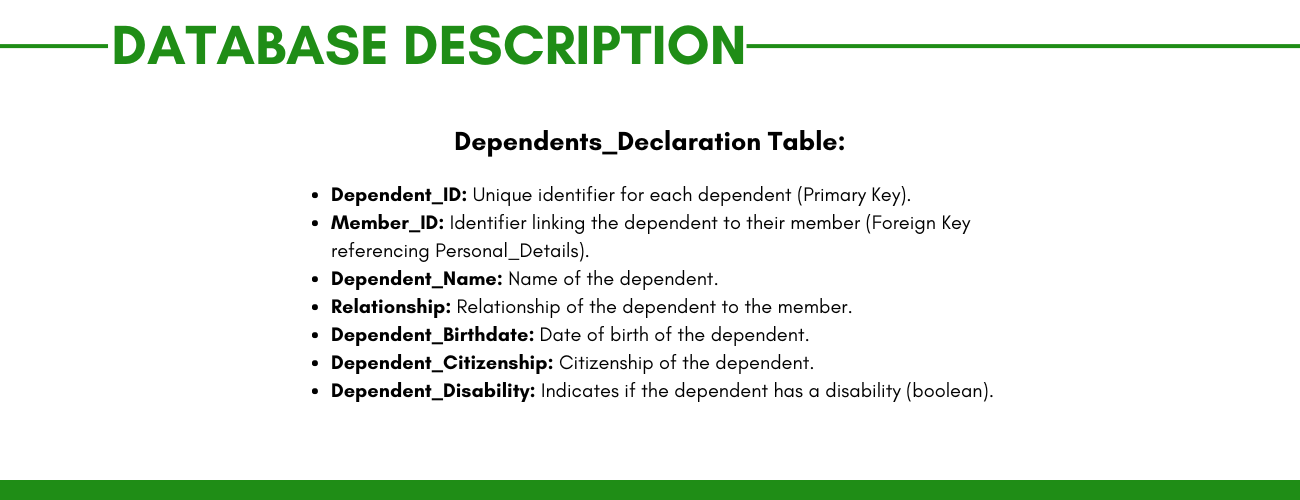 DATABASE DESCRIPTION
Dependents_Declaration Table:
• Dependent_ID: Unique identifier for each dependent (Primary Key).
• Member_ID: Identifier linking the dependent to their member (Foreign Key
referencing Personal_Details).
• Dependent_Name: Name of the dependent.
• Relationship: Relationship of the dependent to the member.
• Dependent_Birthdate: Date of birth of the dependent.
• Dependent_Citizenship: Citizenship of the dependent.
• Dependent_Disability: Indicates if the dependent has a disability (boolean).